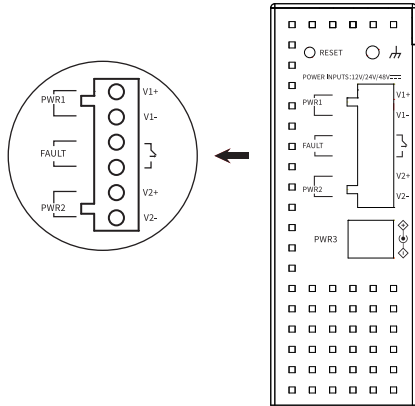 PWR1
V1+
V1-
FAULT
V2+
PWR2
V2-
RESET
POWER INPUTS:12V/24V/48V
PWR1
V1+
V1-
FAULT
V2+
PWR2
V2-
PWR3